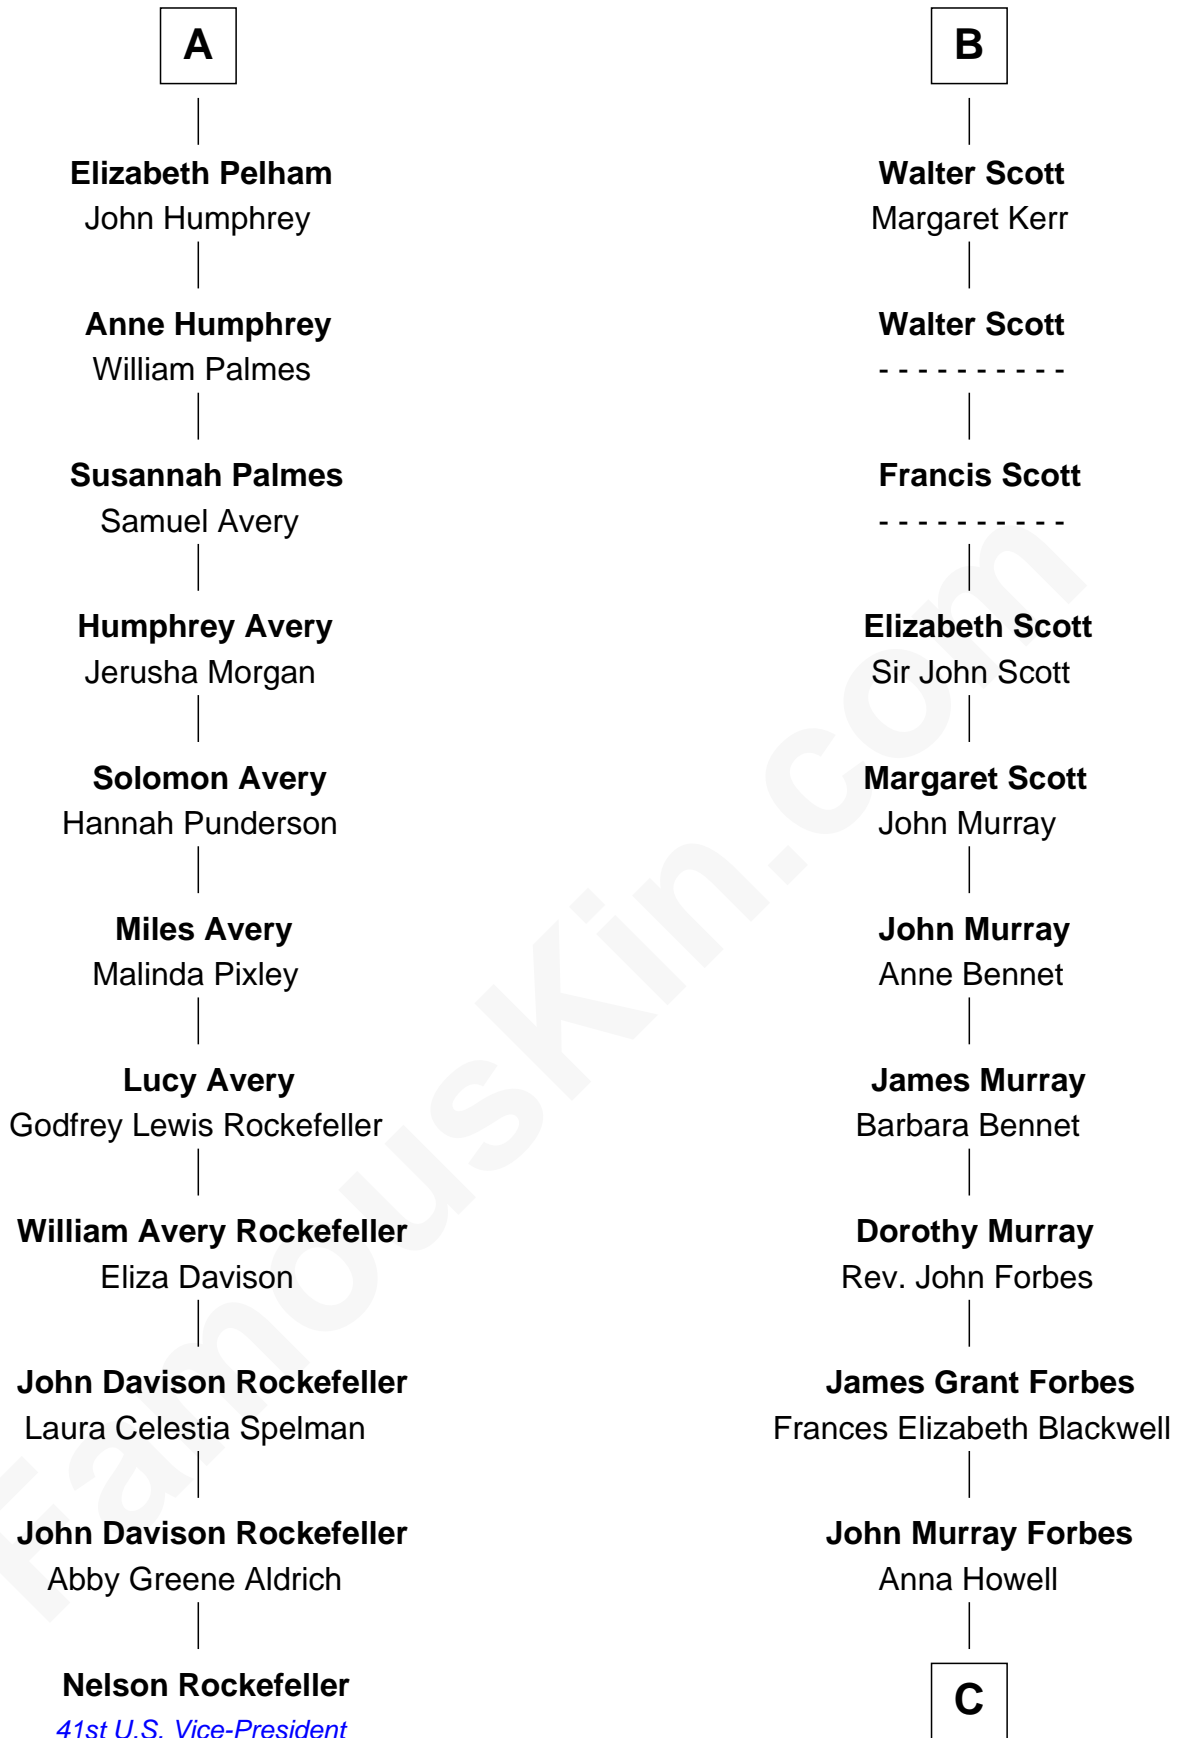 A
Elizabeth Pelham
John Humphrey
Anne Humphrey
William Palmes
Susannah Palmes
Samuel Avery
Humphrey Avery
Jerusha Morgan
Solomon Avery
Hannah Punderson
Miles Avery
Malinda Pixley
Lucy Avery
Godfrey Lewis Rockefeller
William Avery Rockefeller
Eliza Davison
John Davison Rockefeller
Laura Celestia Spelman
John Davison Rockefeller
Abby Greene Aldrich
Nelson Rockefeller
41st U.S. Vice-President
B
Walter Scott
Margaret Kerr
Walter Scott
- - - - - - - - - -
Francis Scott
- - - - - - - - - -
Elizabeth Scott
Sir John Scott
Margaret Scott
John Murray
John Murray
Anne Bennet
James Murray
Barbara Bennet
Dorothy Murray
Rev. John Forbes
James Grant Forbes
Frances Elizabeth Blackwell
John Murray Forbes
Anna Howell
C
FamousKin.com